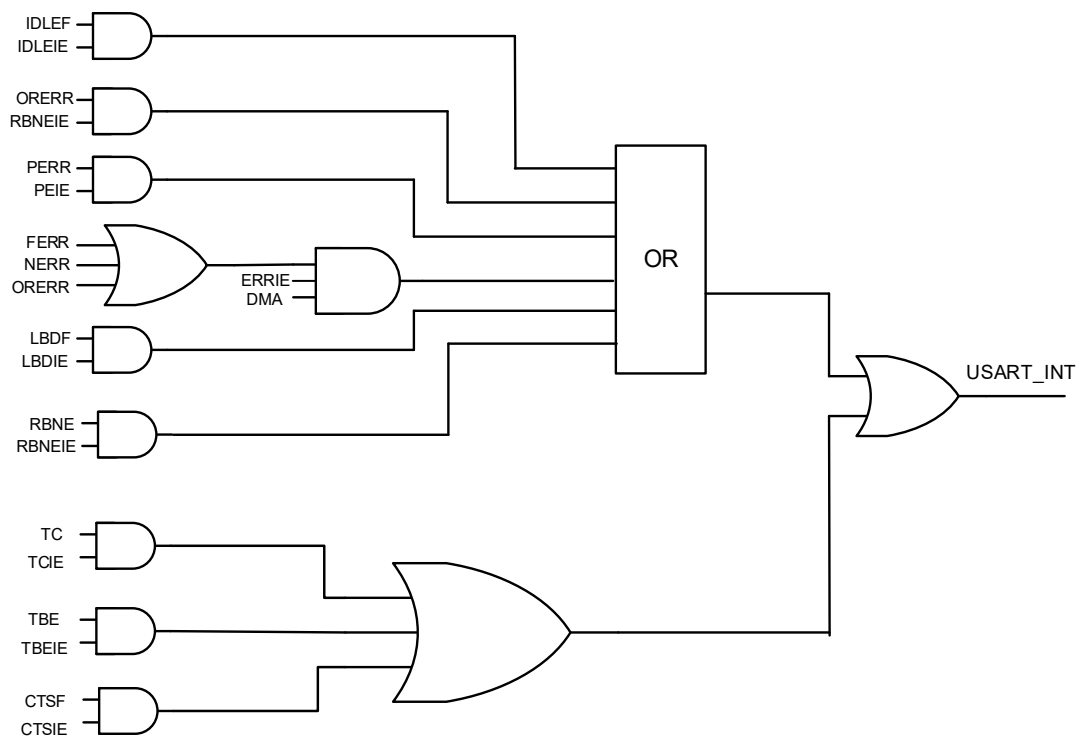 IDLEF
IDLEIE
ORERR
RBNEIE
PERR
PEIE
FERR
NERR
ORERR
ERRIE
DMA
LBDF
LBDIE
RBNE
RBNEIE
OR
USART_INT
TC
TCIE
TBE
TBEIE
CTSF
CTSIE